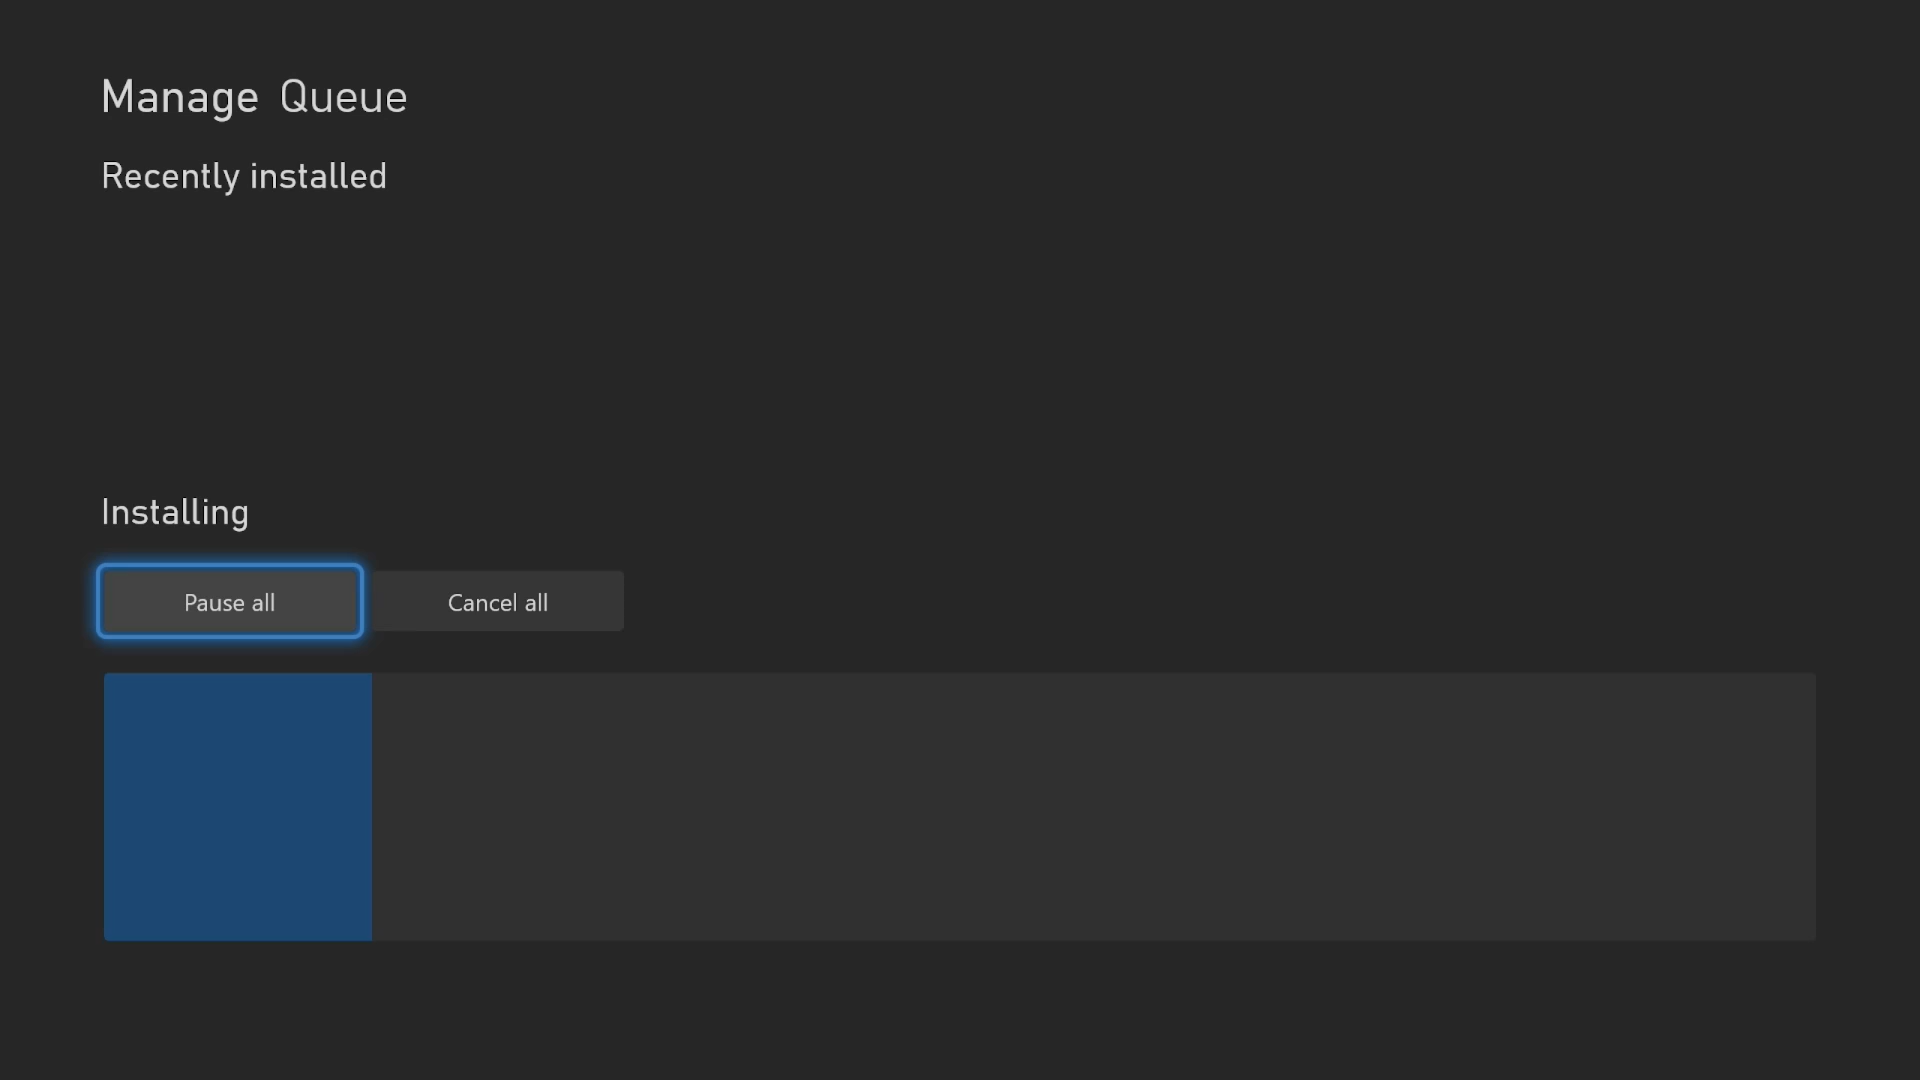 Manage Queue
Recently installed
Installing
Pause all
Cancel all